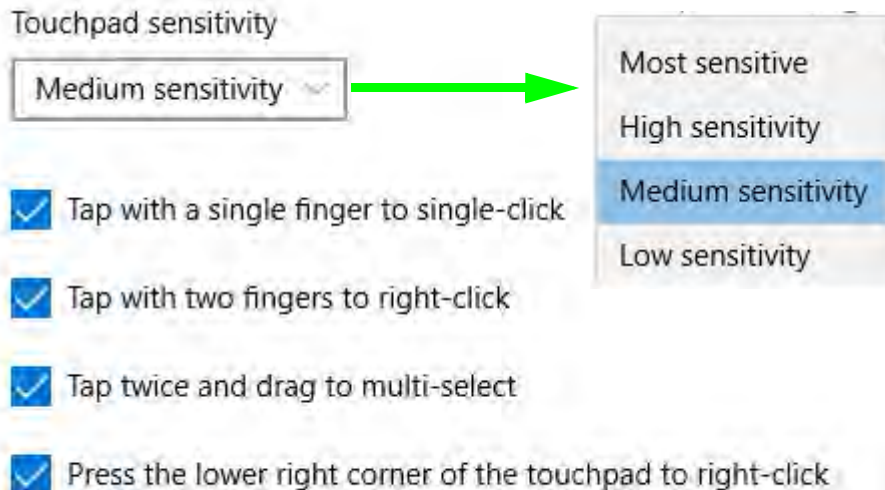 Touchpad sensitivity
Medium sensitivity
Most sensitive
High sensitivity
Medium sensitivity
Low sensitivity
Tap with a single finger to single-click
Tap with two fingers to right-click
Tap twice and drag to multi-select
Press the lower right corner of the touchpad to right-click